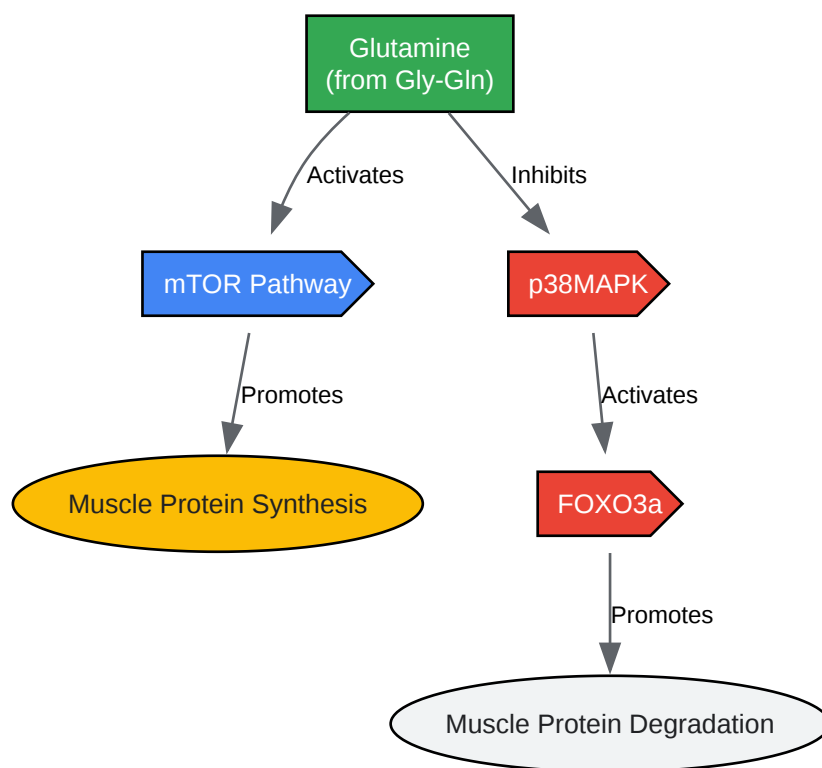 Glutamine
(from Gly-Gln)
Activates
Inhibits
mTOR Pathway
p38MAPK
Promotes
Activates
Muscle Protein Synthesis
FOXO3a
Promotes
Muscle Protein Degradation